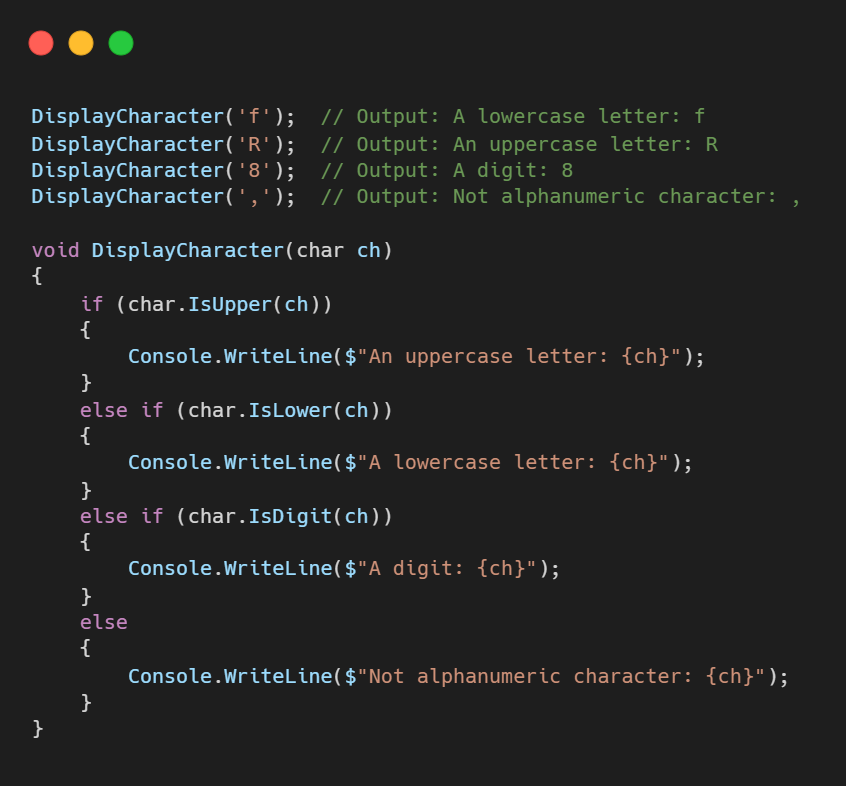 DisplayCharacter('f');  // Output: A lowercase letter: f
DisplayCharacter('R');  // Output: An uppercase letter: R
DisplayCharacter('8');  // Output: A digit: 8
DisplayCharacter(',');  // Output: Not alphanumeric character: ,

void DisplayCharacter(char ch)
{
    if (char.IsUpper(ch))
    {
        Console.WriteLine($"An uppercase letter: {ch}");
    }
    else if (char.IsLower(ch))
    {
        Console.WriteLine($"A lowercase letter: {ch}");
    }
    else if (char.IsDigit(ch))
    {
        Console.WriteLine($"A digit: {ch}");
    }
    else
    {
        Console.WriteLine($"Not alphanumeric character: {ch}");
    }
}